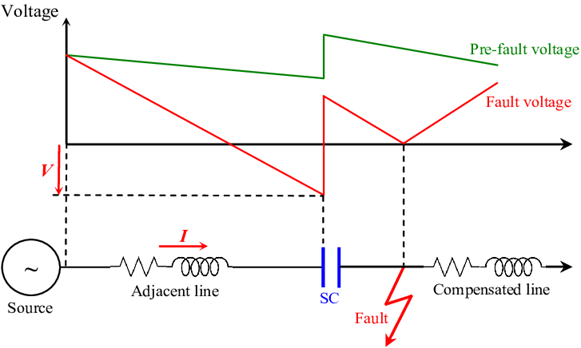 Voltage
Pre-fault voltage
Fault voltage
V
I
~
Source
Adjacent line
SC
Compensated line
Fault